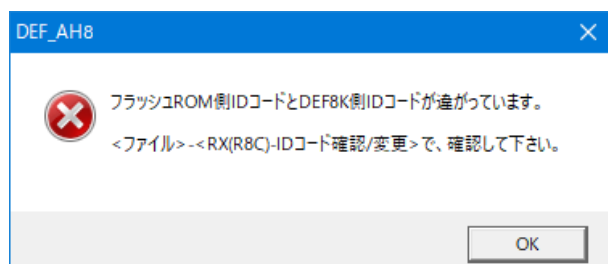 DEF_AH8
フラッシュROM側IDコードとDEF8K側IDコードが違がっています。
<ファイル>-<RX(R8C)-IDコード確認/変更>で、確認して下さい。
OK